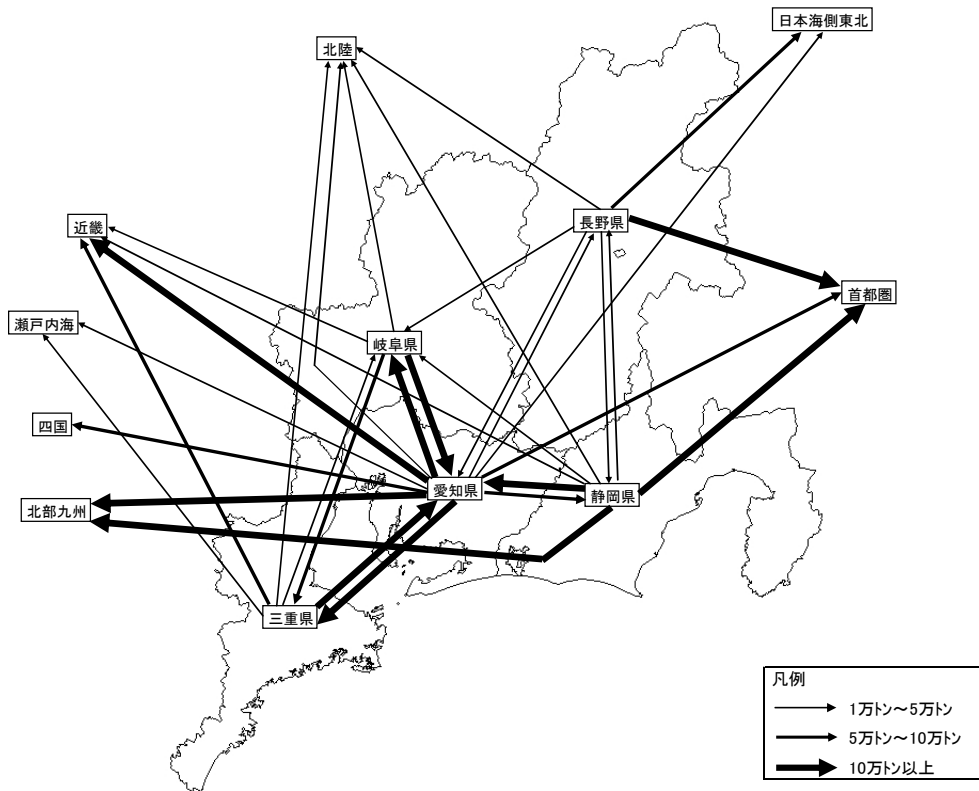 日本海側東北
北陸
長野県
近畿
首都圏
瀬戸内海
岐阜県
四国
愛知県
静岡県
北部九州
三重県
凡例
1万トン～5万トン
5万トン～10万トン
10万トン以上